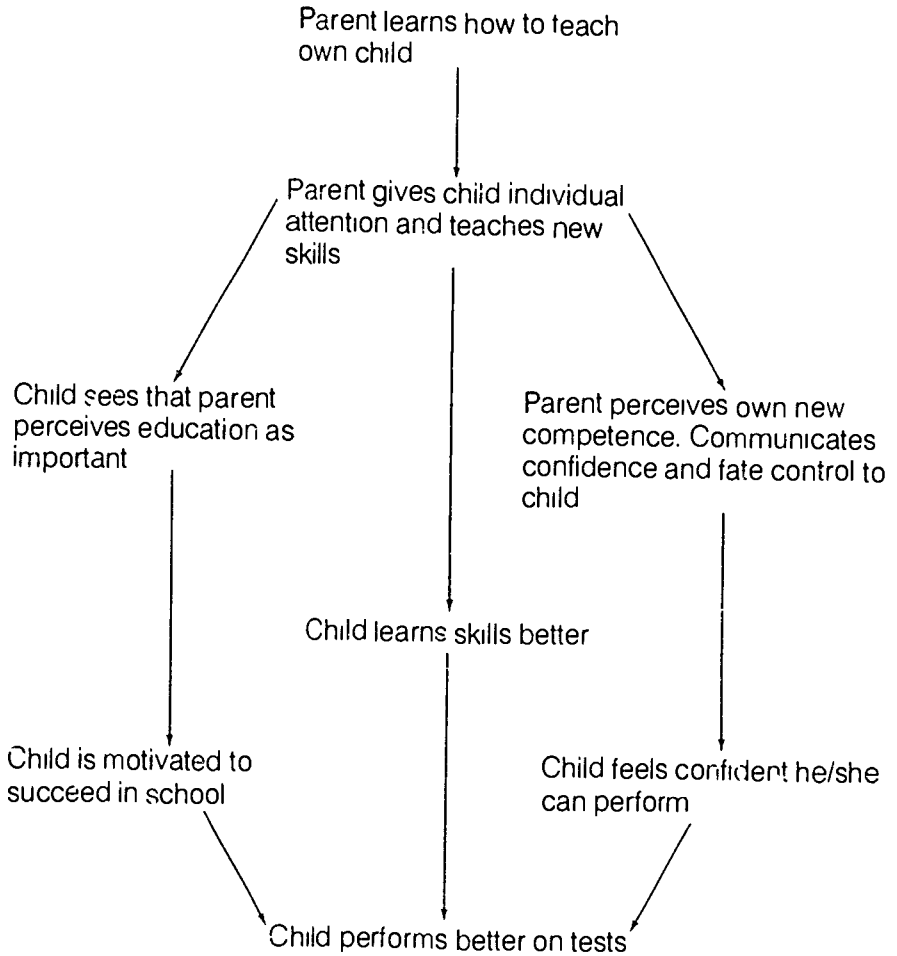 Parent learns how to teach
own child
Parent gives child individual
attention and teaches new
skills
Child sees that parent
perceives education as
important
Parent perceives own new
competence. Communicates
confidence and fate control to
child
Child learns skills better
Child is motivated to
succeed in school
Child feels confident he/she
can perform
Child performs better on tests